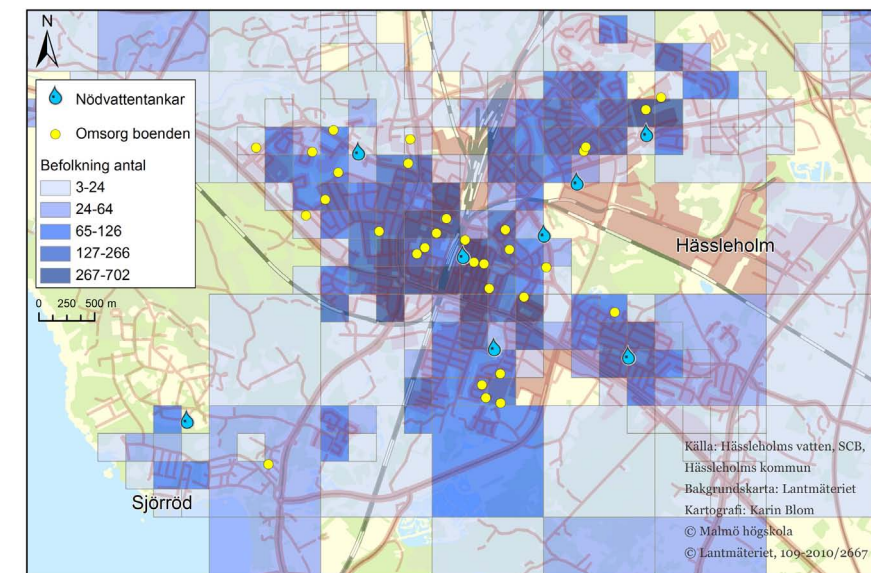 N
Nödvattentankar
Omsorg boenden
Befolkning antal
3-24
24-64
65-126
127-266
267-702
0 250 500 m
Hässleholm
Sjörröd
Källa: Hässleholms vatten, SCB,
Hässleholms kommun
Bakgrundskarta: Lantmäteriet
Kartografi: Karin Blom
© Malmö högskola
© Lantmäteriet, 109-2010/2667